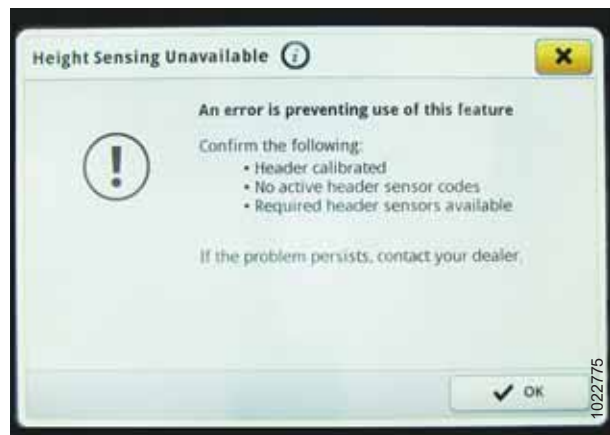 Height Sensing Unavailable
An error is preventing use of this feature
Confirm the following:
• Header calibrated
• No active header sensor codes
• Required header sensors available
If the problem persists, contact your dealer.
OK
1022775